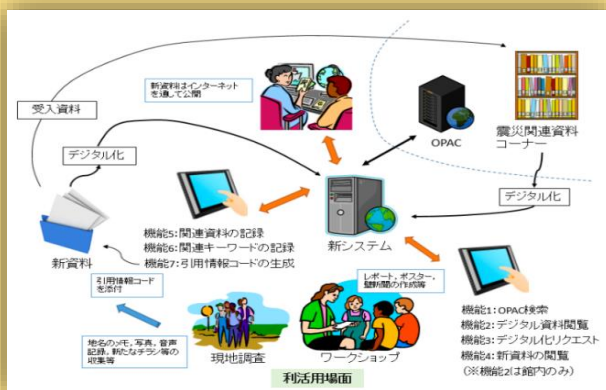 新資料はインターネット
を通して公開
受入資料
デジタル化
OPAC
震災関連資料
コーナー
デジタル化
機能5：関連資料の記録
機能6：関連キーワードの記録
機能7：引用情報コードの生成
新システム
新資料
引用情報コード
を添付
レポート、ポスター、
壁新聞の作成等
機能1：OPAC検索
機能2：デジタル資料閲覧
機能3：デジタル化リクエスト
機能4：新資料の閲覧
（※機能2は館内のみ）
地名のメモ、写真、音声
記録、新たなチラシ等の
収集等
現地調査
ワークショップ
利活用場面